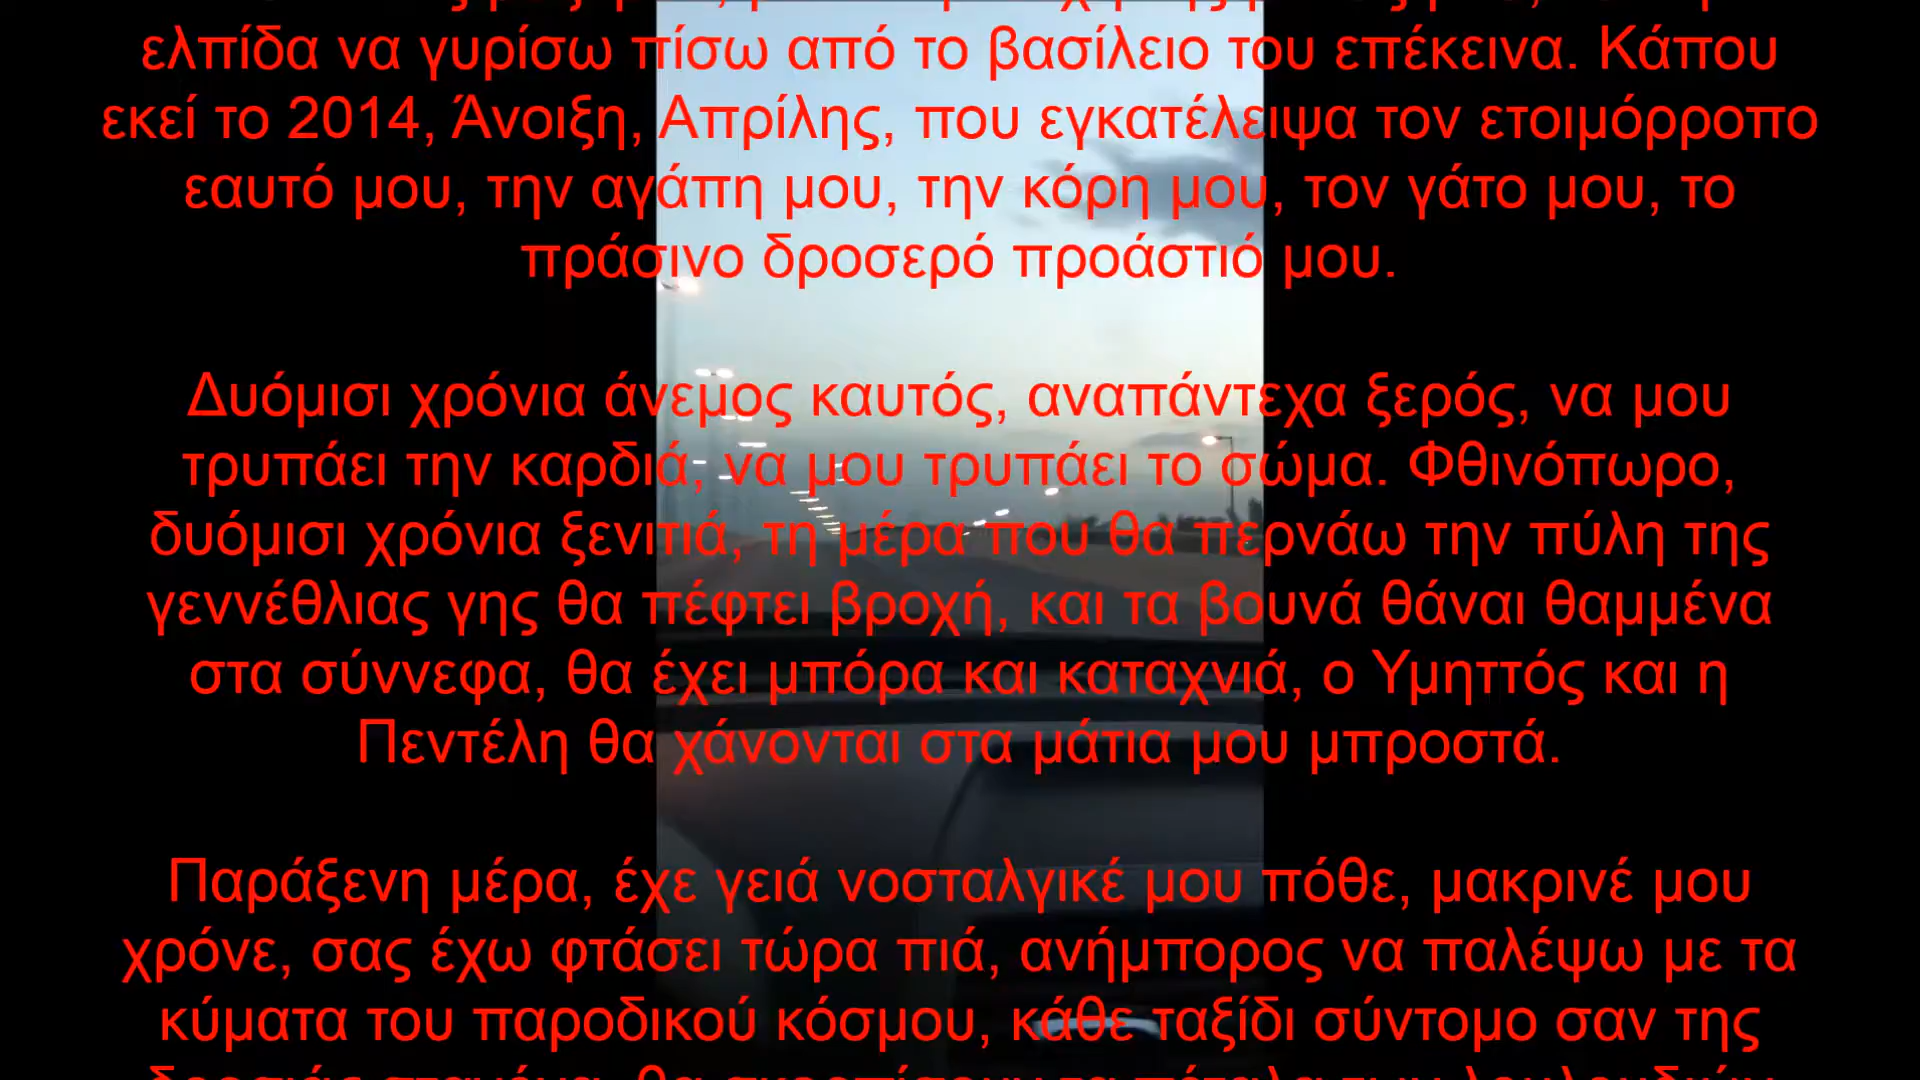 ελπίδα να γυρίσω πίσω από το βασίλειο του επέκεινα. Κάπου
εκεί το 2014, Άνοιξη, Απρίλης, που εγκατέλειψα τον ετοιμόρροπο
εαυτό μου, την αγάπη μου, την κόρη μου, τον γάτο μου, το
πράσινο δροσερό προάστιό μου.
Δυόμισι χρόνια άνεμος καυτός, αναπάντεχα ξερός, να μου
τρυπάει την καρδιά, να μου τρυπάει το σώμα. Φθινόπωρο,
δυόμισι χρόνια ξενιτιά, τη μέρα που θα περνάω την πύλη της
γεννέθλιας γης θα πέφτει βροχή, και τα βουνά θάναι θαμμένα
στα σύννεφα, θα έχει μπόρα και καταχνιά, ο Υμηττός και η
Πεντέλη θα χάνονται στα μάτια μου μπροστά.
Παράξενη μέρα, έχε γειά νοσταλγικέ μου πόθε, μακρινέ μου
χρόνε, σας έχω φτάσει τώρα πιά, ανήμπορος να παλέψω με τα
κύματα του παροδικού κόσμου, κάθε ταξίδι σύντομο σαν της